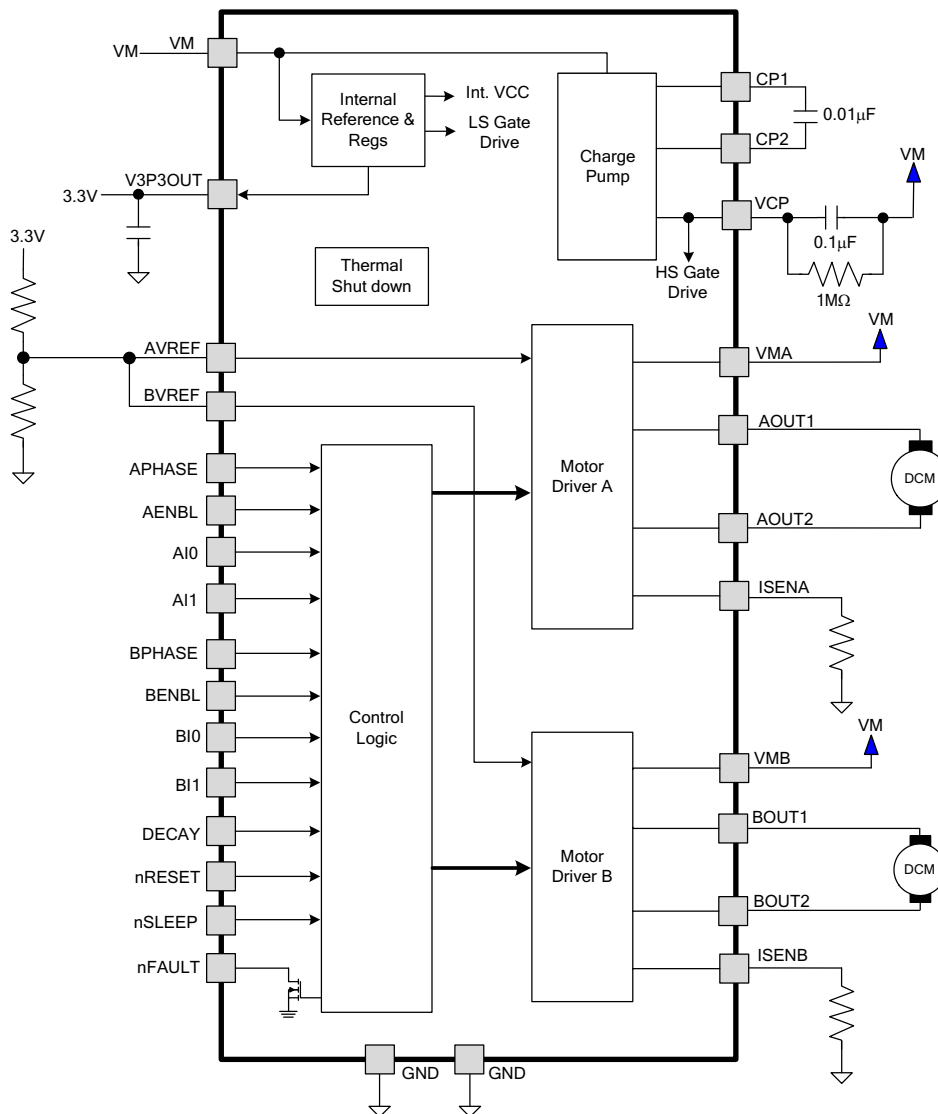 VM
VM
Internal
Reference &
Regs
Int. VCC
LS Gate
Drive
Charge
Pump
CP1
0.01μF
CP2
VM
VCP
0.1μF
1MΩ
HS Gate
Drive
V3P3OUT
3.3V
3.3V
Thermal
Shut down
AVREF
BVREF
VM
VMA
AOUT1
Motor
Driver A
DCM
AOUT2
ISENA
APHASE
AENBL
AI0
AI1
BPHASE
BENBL
BI0
BI1
DECAY
nRESET
nSLEEP
nFAULT
Control
Logic
VM
VMB
BOUT1
Motor
Driver B
DCM
BOUT2
ISENB
GND
GND